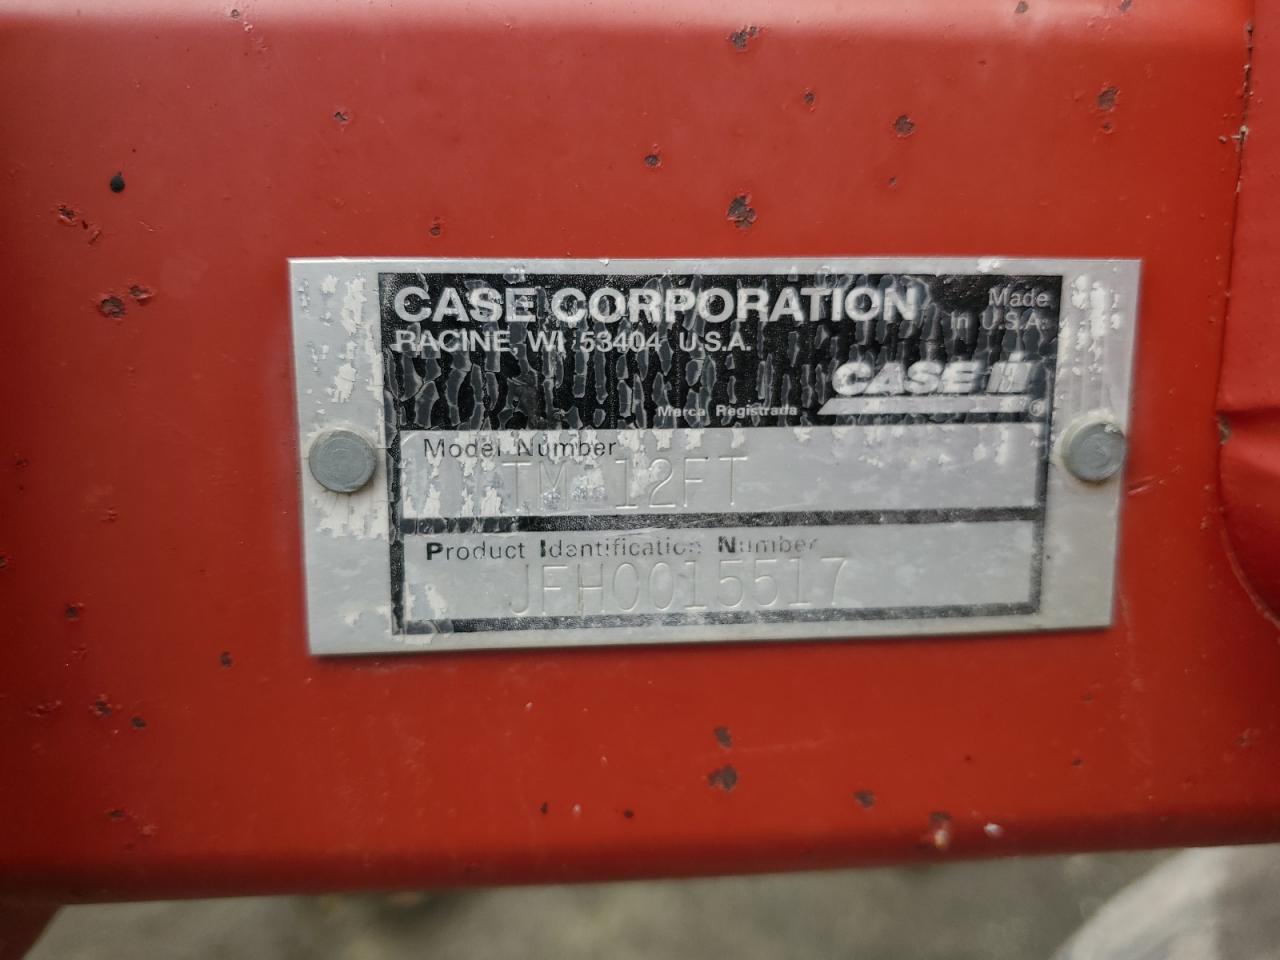 CASE CORPORATION
Made
in U.S.A.
RACINE, WI 53404 U.S.A.
CASE IH
Marca Registrada
®
Model Number
TM 12FT
Product Identification Number
JFH0015517